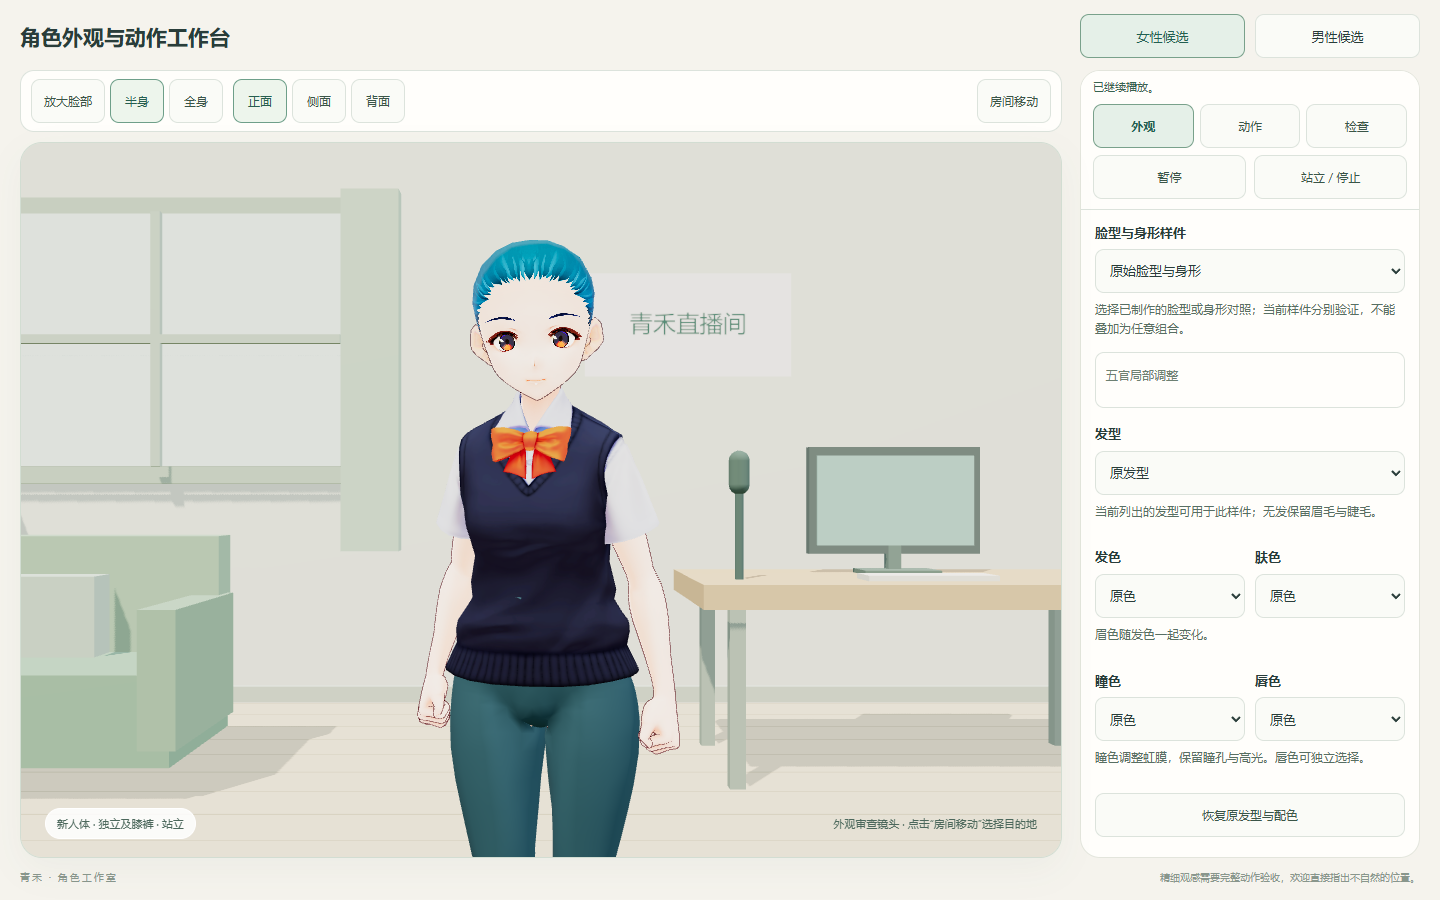 角色外观与动作工作台
女性候选
男性候选
放大脸部
半身
全身
正面
侧面
背面
房间移动
已继续播放。
外观
动作
检查
暂停
站立 / 停止
青禾直播间
脸型与身形样件
原始脸型与身形
选择已制作的脸型或身形对照；当前样件分别验证，不能
叠加为任意组合。
五官局部调整
发型
原发型
当前列出的发型可用于此样件；无发保留眉毛与睫毛。
发色
肤色
原色
原色
眉色随发色一起变化。
瞳色
唇色
原色
原色
瞳色调整虹膜，保留瞳孔与高光。唇色可独立选择。
恢复原发型与配色
新人体 · 独立及膝裤 · 站立
外观审查镜头 · 点击“房间移动”选择目的地
青禾 · 角色工作室
精细观感需要完整动作验收，欢迎直接指出不自然的位置。